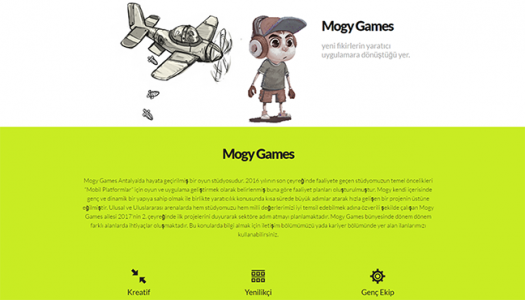 Mogy Games
yeni fikirlerin yaratıcı
uygulamara dönüştüğü yer.
Mogy Games
Mogy Games Antalya'da hayata geçirilmiş bir oyun stüdyosudur. 2016 yılının son çeyreğinde faaliyete geçen stüdyomuzun temel öncelikleri
"Mobil Platformlar" için oyun ve uygulama geliştirmek olarak belirlenmiş buna göre faaliyet planları oluşturulmuştur. Mogy kendi içerisinde
genç ve dinamik bir yapıya sahip olmak ile birlikte yaratıcılık konusunda kısa sürede büyük adımlar atarak hızla gelişen bir projenin üstüne
eğilmiştir. Ulusal ve Uluslararası arenalarda hem stüdyomuzu hem milli değerlerimizi iyi temsil edebilmek adına özverili şekilde çalışan Mogy
Games ailesi 2017'nin 2. çeyreğinde ilk projelerini duyurarak sektöre adım atmayı planlamaktadır. Mogy Games bünyesinde dönem dönem
farklı alanlarda ihtiyaçlar oluşmaktadır. Bu konularda bilgi almak için iletişim bölümümüzü yada kariyer bölümünde yer alan ilanlarımızı
kullanabilirsiniz.
Kreatif
Yenilikçi
Genç Ekip